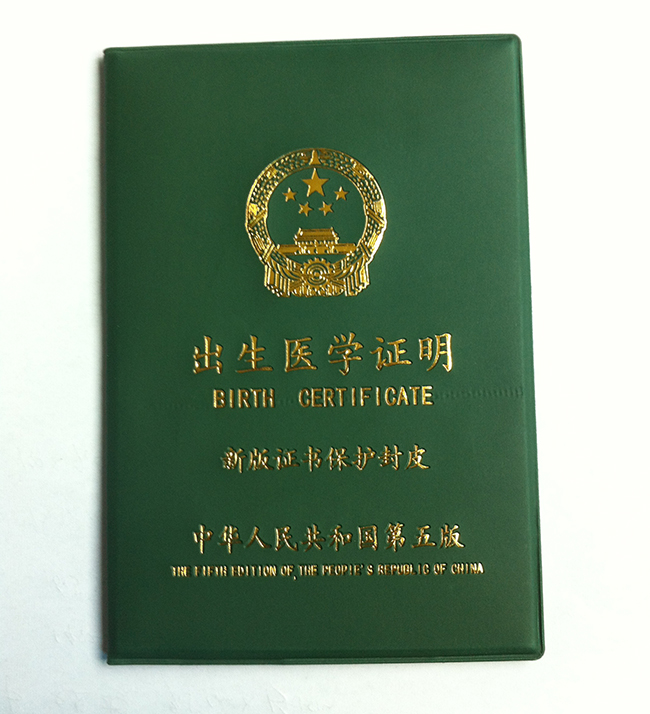 出生医学证明
BIRTH CERTIFICATE
新版证书保护封皮
中华人民共和国第五版
THE FIFTH EDITION OF,THE PEOPLE'S REPUBLIC OF CHINA